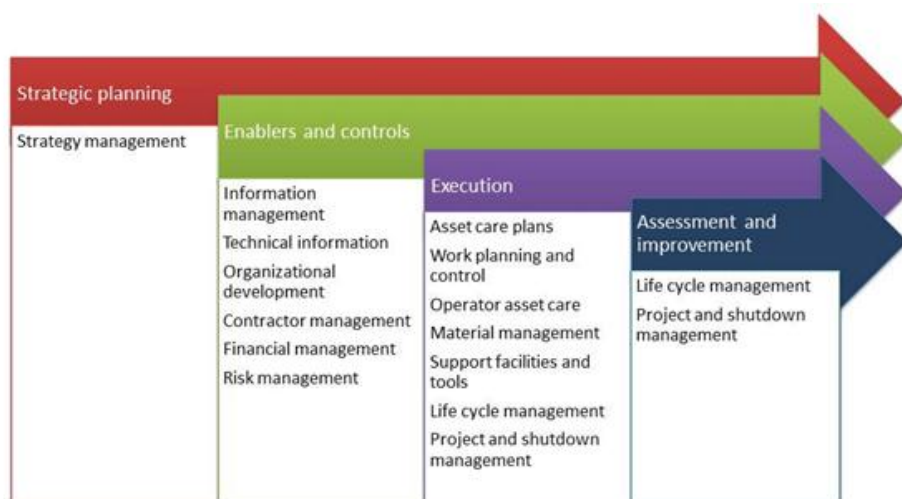 Strategic planning
Strategy management
Enablers and controls
Information
management
Technical information
Organizational
development
Contractor management
Financial management
Risk management
Execution
Asset care plans
Work planning and
control
Operator asset care
Material management
Support facilities and
tools
Life cycle management
Project and shutdown
management
Assessment and
improvement
Life cycle management
Project and shutdown
management